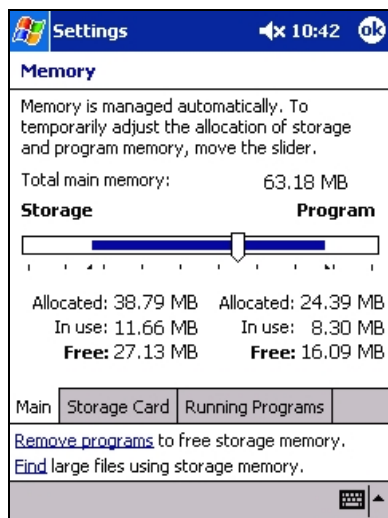 Settings 10:42 ok
Memory
Memory is managed automatically. To
temporarily adjust the allocation of storage
and program memory, move the slider.
Total main memory: 63.18 MB
Storage Program
Allocated: 38.79 MB Allocated: 24.39 MB
In use: 11.66 MB In use: 8.30 MB
Free: 27.13 MB Free: 16.09 MB
Main Storage Card Running Programs
Remove programs to free storage memory.
Find large files using storage memory.